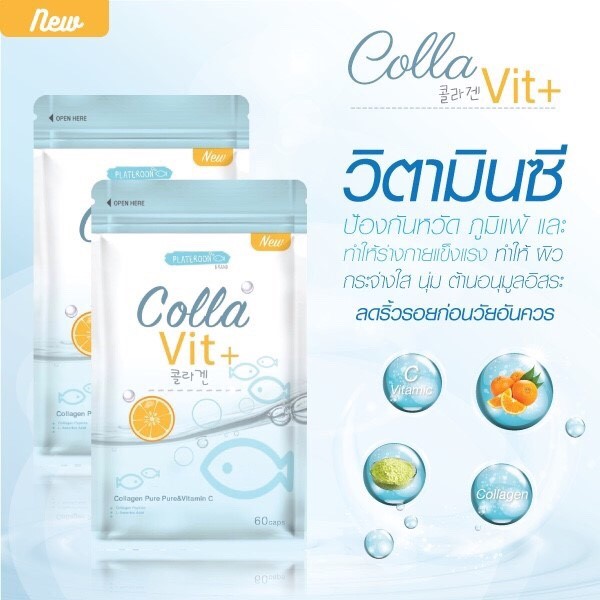 New
Colla
콜라겐 Vit+
วิตามินซี
ป้องกันหวัด ภูมิแพ้ และ
ทำให้ร่างกายแข็งแรง ทำให้ ผิว
กระจ่างใส นุ่ม ต้านอนุมูลอิสระ
ลดริ้วรอยก่อนวัยอันควร
C
Vitamic
Collagen
OPEN HERE
New
PLATEROON
OPEN HERE
New
PLATEROON
BRAND
Colla
Vit+
콜라겐
Collagen Pure Pure&Vitamin C
60caps